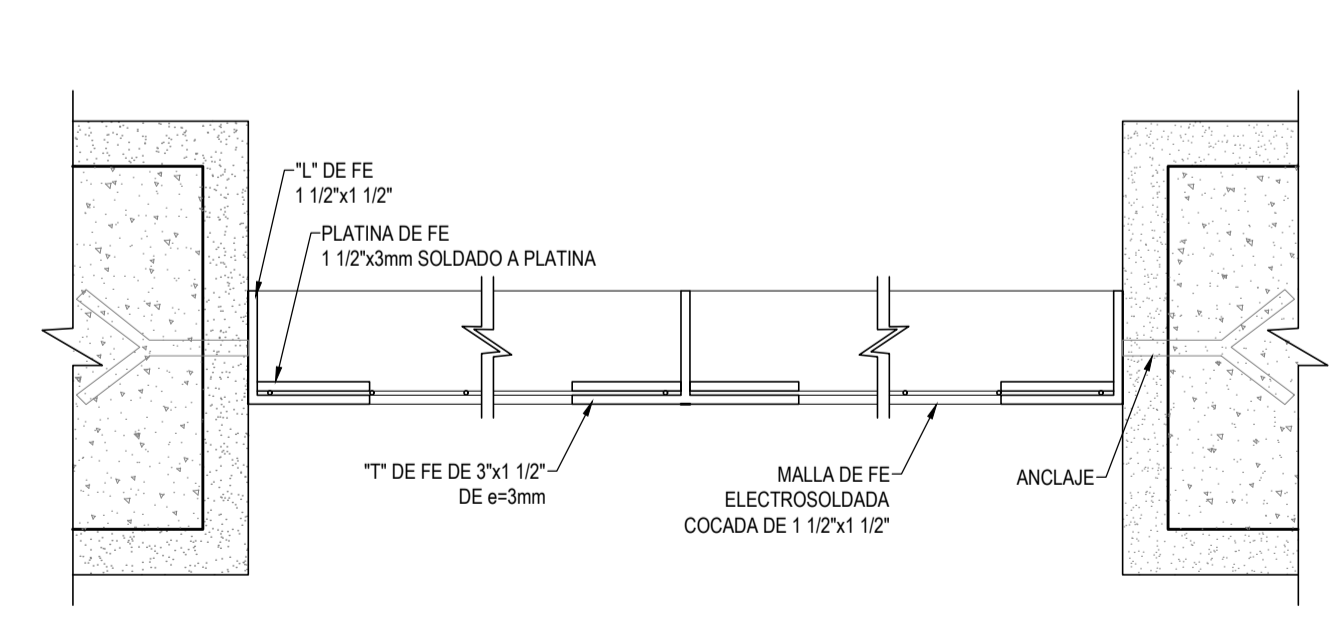 "L" DE FE
1 1/2"x1 1/2"
PLATINA DE FE
1 1/2"x3mm SOLDADO A PLATINA
"T" DE FE DE 3"x1 1/2"
DE e=3mm
MALLA DE FE
ELECTROSOLDADA
COCADA DE 1 1/2"x1 1/2"
ANCLAJE